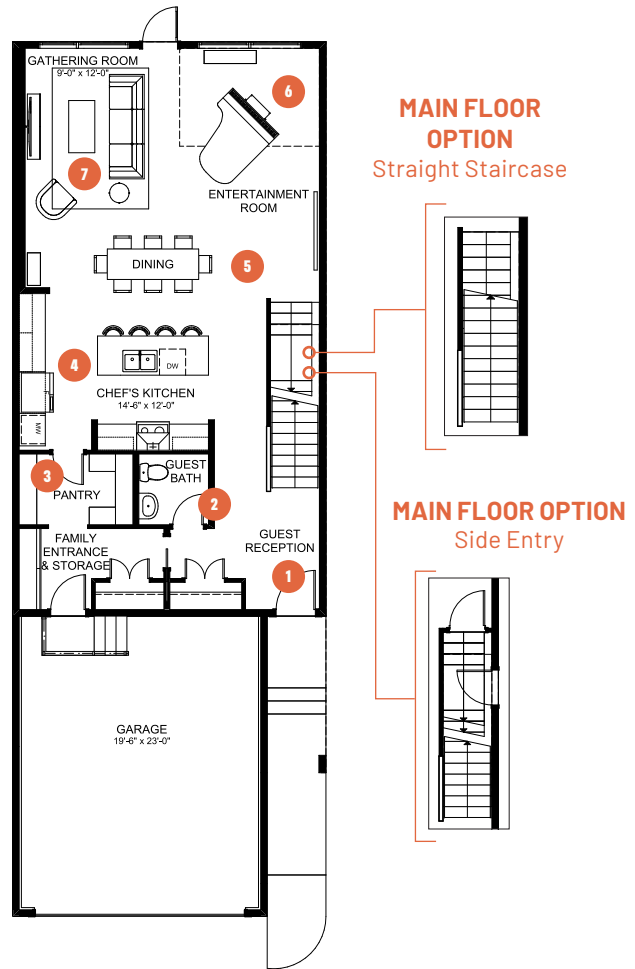 GATHERING ROOM
9'-0" x 12'-0"
6
7
ENTERTAINMENT
ROOM
DINING
5
4
DW
CHEF'S KITCHEN
14'-6" x 12'-0"
MW
3
PANTRY
GUEST
BATH
2
FAMILY
ENTRANCE
& STORAGE
GUEST
RECEPTION
1
GARAGE
19'-6" x 23'-0"
MAIN FLOOR
OPTION
Straight Staircase
MAIN FLOOR OPTION
Side Entry